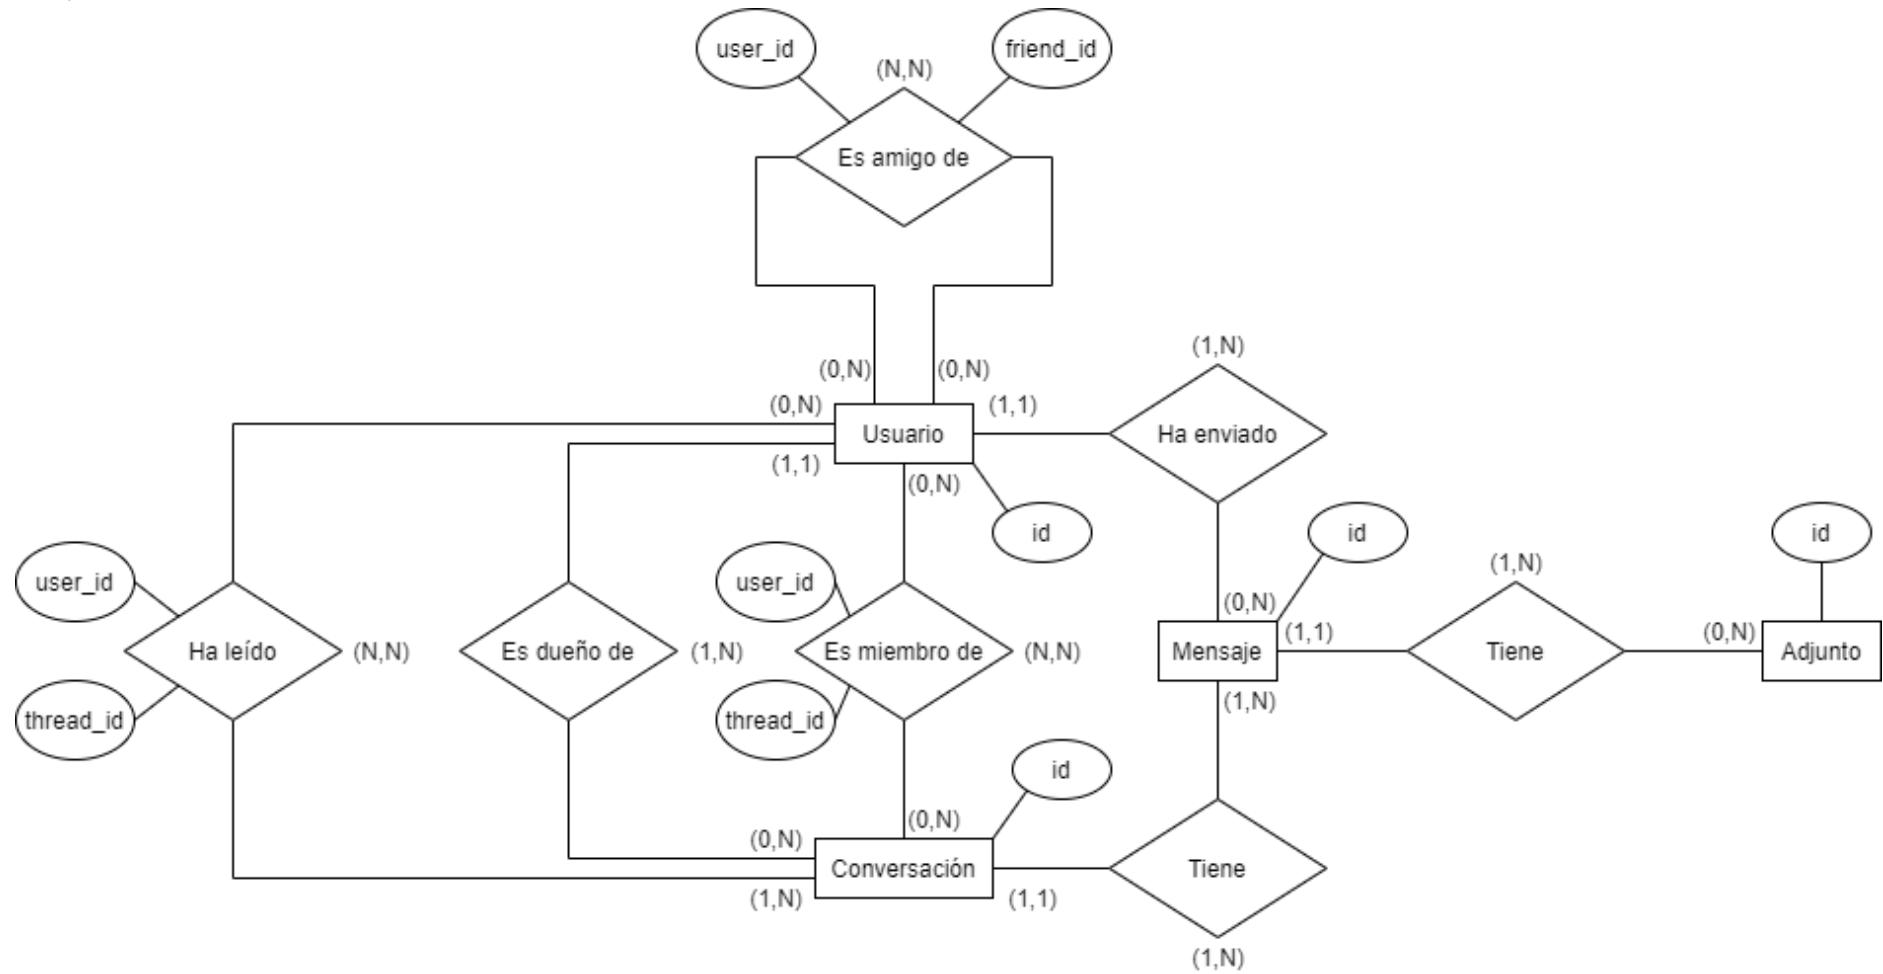 user_id
friend_id
(N,N)
Es amigo de
(1,N)
(0,N)
(0,N)
(0,N)
(1,1)
Usuario
Ha enviado
(1,1)
(0,N)
id
id
id
user_id
user_id
(1,N)
(0,N)
(1,1)
(0,N)
Ha leído
(N,N)
Es dueño de
(1,N)
Es miembro de
(N,N)
Mensaje
Tiene
Adjunto
(1,N)
thread_id
thread_id
id
(0,N)
(0,N)
Conversación
Tiene
(1,N)
(1,1)
(1,N)